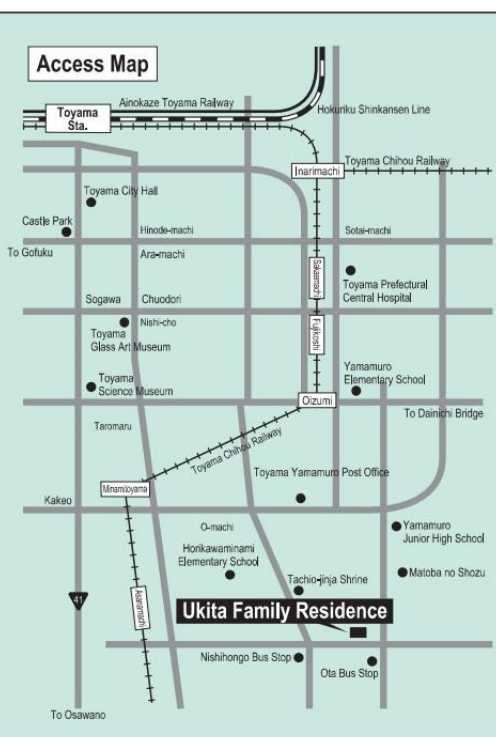 Access Map
Ainokaze Toyama Railway
Toyama
Sta.
Hokuriku Shinkansen Line
Toyama Chihou Railway
Inarimachi
Toyama City Hall
Castle Park
Hinode-machi
Sotai-machi
To Gofuku
Ara-machi
Sakaemachi
Toyama Prefectural
Central Hospital
Sogawa
Chuodori
Nishi-cho
Fujikoshi
Toyama
Glass Art Museum
Yamamuro
Elementary School
Toyama
Science Museum
Oizumi
To Dainichi Bridge
Taromaru
Toyama Chihou Railway
Toyama Yamamuro Post Office
Minamitoyama
Kakeo
O-machi
Yamamuro
Junior High School
Horikawaminami
Elementary School
Matoba no Shozu
Tachio-jinja Shrine
41
Asanamachi
Ukita Family Residence
Nishihongo Bus Stop
Ota Bus Stop
To Osawano